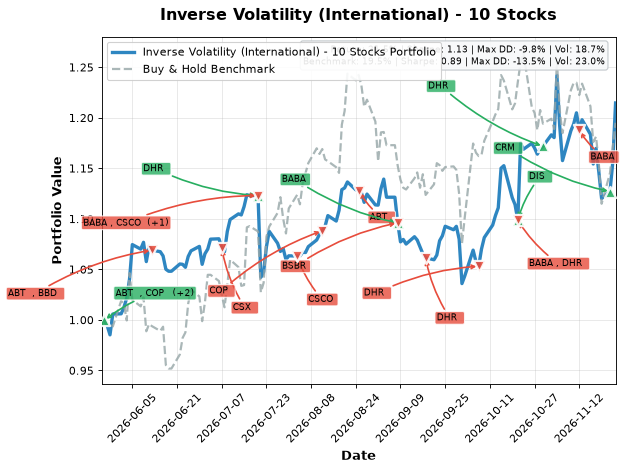 Inverse Volatility (International) - 10 Stocks
Inverse Volatility (International) - 10 Stocks Portfolio
Buy & Hold Benchmark
1.13 | Max DD: -9.8% | Vol: 18.7%
Benchmark: 19.5% | Sharpe: 0.89 | Max DD: -13.5% | Vol: 23.0%
DHR
CRM
DHR
BABA
BABA
DIS
BABA , CSCO (+1)
ABT
BABA , DHR
BSBR
ABT , BBD
ABT , COP (+2)
COP
CSX
CSCO
DHR
DHR
Portfolio Value
1.25
1.20
1.15
1.10
1.05
1.00
0.95
2026-06-05
2026-06-21
2026-07-07
2026-07-23
2026-08-08
2026-08-24
2026-09-09
2026-09-25
2026-10-11
2026-10-27
2026-11-12
Date